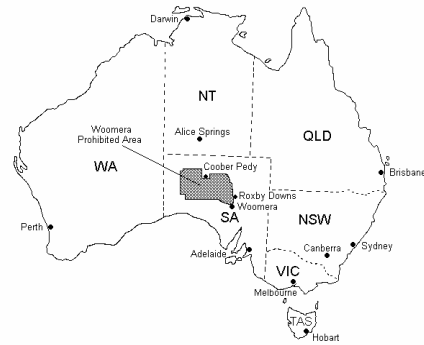 Darwin
NT
Woomera
Prohibited Area
Alice Springs
QLD
WA
Coober Pedy
Brisbane
Roxby Downs
Woomera
SA
NSW
Perth
Canberra
Sydney
Adelaide
VIC
Melbourne
TAS
Hobart